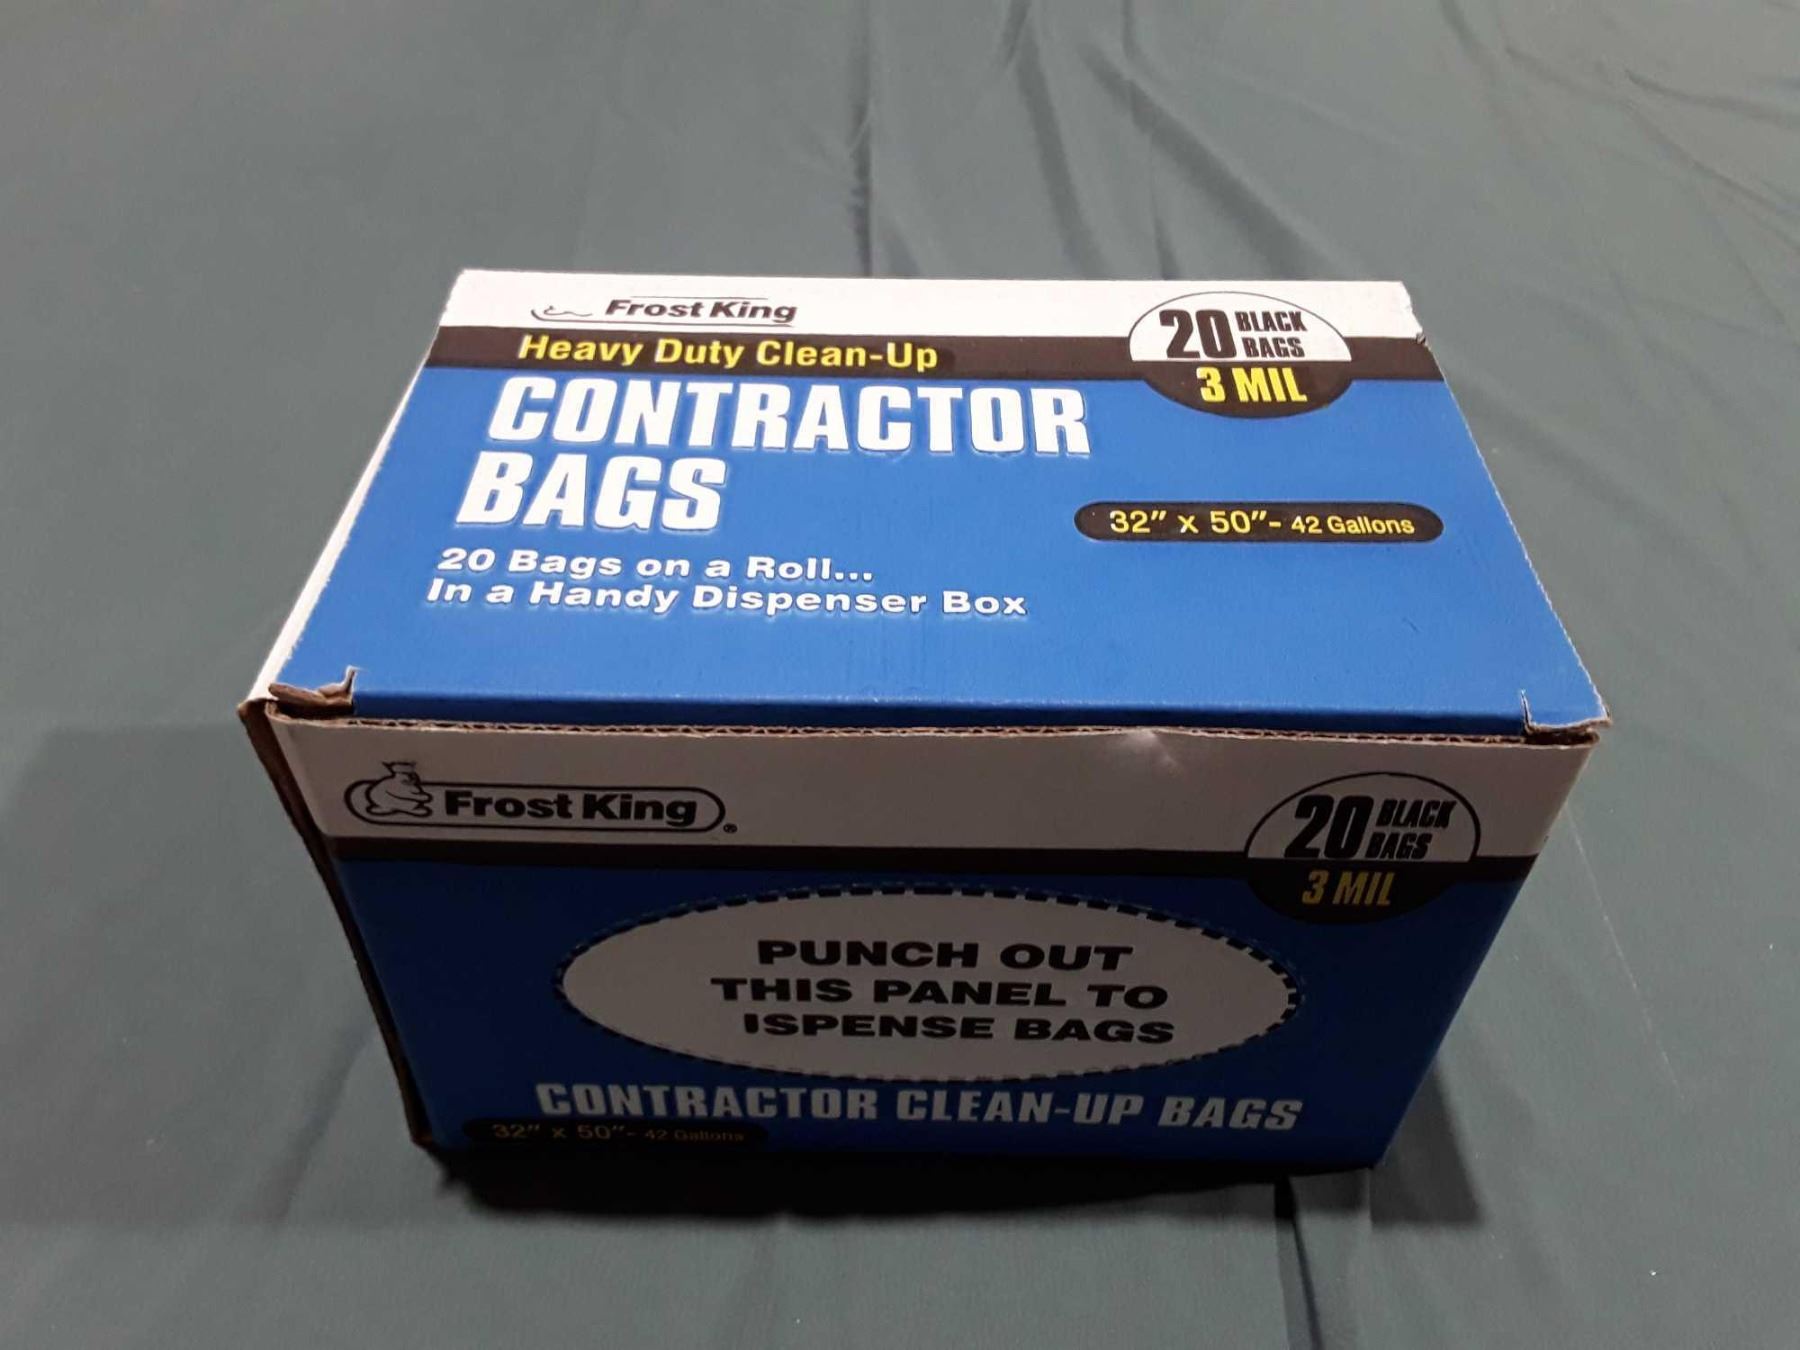 Frost King
20 BLACK BAGS
3 MIL
Heavy Duty Clean-Up
CONTRACTOR
BAGS
32" x 50"- 42 Gallons
20 Bags on a Roll...
In a Handy Dispenser Box
Frost King®
20 BLACK BAGS
3 MIL
PUNCH OUT
THIS PANEL TO
ISPENSE BAGS
CONTRACTOR CLEAN-UP BAGS
32" x 50"- 42 Gallons